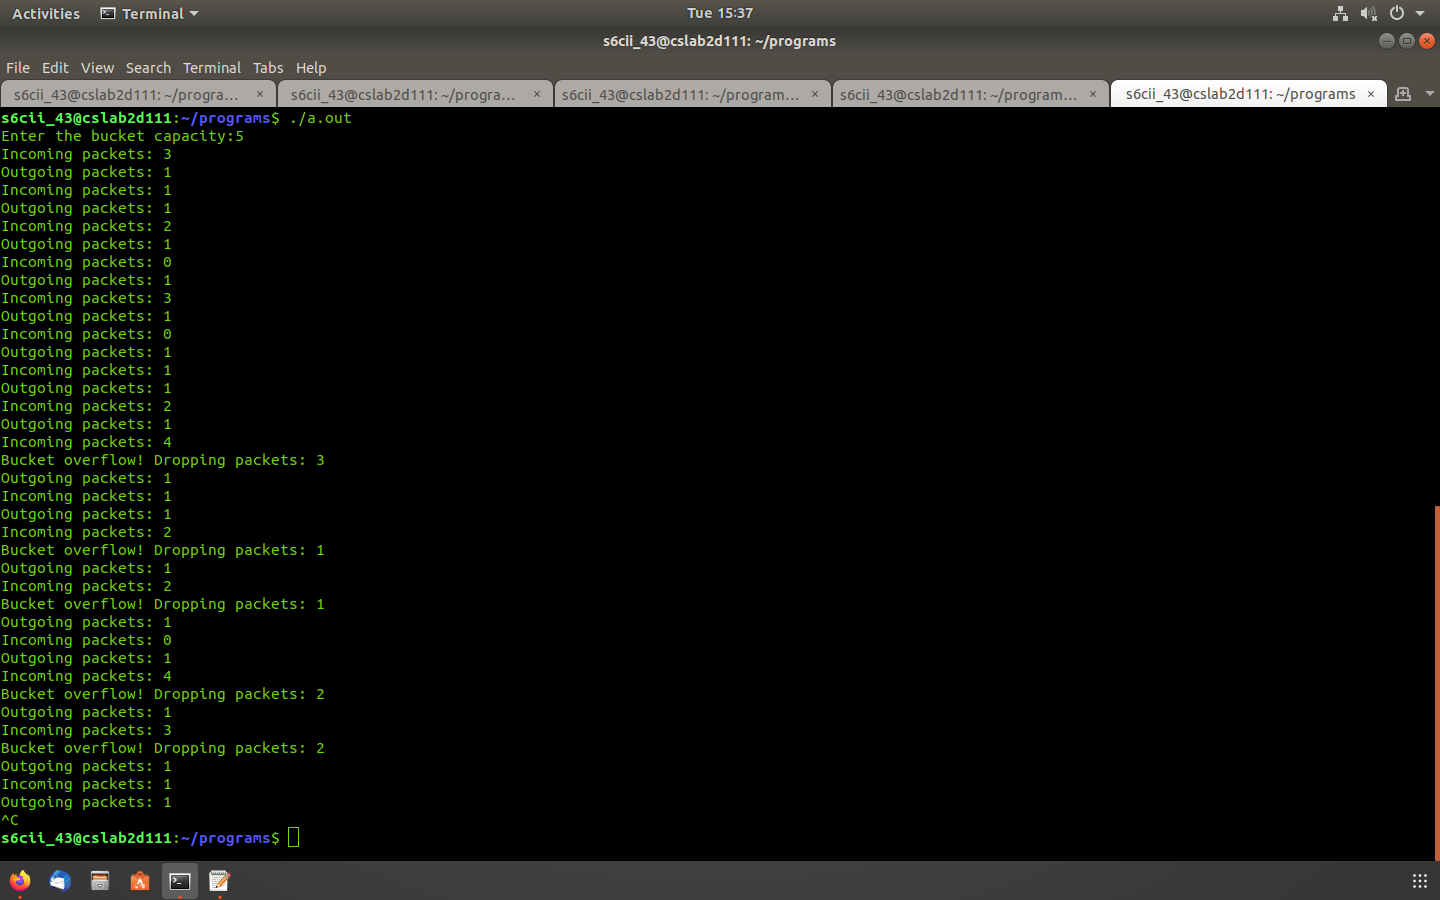 Activities Terminal Tue 15:37
s6cii_43@cslab2d111: ~/programs
File Edit View Search Terminal Tabs Help
s6cii_43@cslab2d111: ~/progra... × s6cii_43@cslab2d111: ~/progra... × s6cii_43@cslab2d111: ~/program... × s6cii_43@cslab2d111: ~/program... × s6cii_43@cslab2d111: ~/programs ×
s6cii_43@cslab2d111:~/programs$ ./a.out
Enter the bucket capacity:5
Incoming packets: 3
Outgoing packets: 1
Incoming packets: 1
Outgoing packets: 1
Incoming packets: 2
Outgoing packets: 1
Incoming packets: 0
Outgoing packets: 1
Incoming packets: 3
Outgoing packets: 1
Incoming packets: 0
Outgoing packets: 1
Incoming packets: 1
Outgoing packets: 1
Incoming packets: 2
Outgoing packets: 1
Incoming packets: 4
Bucket overflow! Dropping packets: 3
Outgoing packets: 1
Incoming packets: 1
Outgoing packets: 1
Incoming packets: 2
Bucket overflow! Dropping packets: 1
Outgoing packets: 1
Incoming packets: 2
Bucket overflow! Dropping packets: 1
Outgoing packets: 1
Incoming packets: 0
Outgoing packets: 1
Incoming packets: 4
Bucket overflow! Dropping packets: 2
Outgoing packets: 1
Incoming packets: 3
Bucket overflow! Dropping packets: 2
Outgoing packets: 1
Incoming packets: 1
Outgoing packets: 1
^C
s6cii_43@cslab2d111:~/programs$